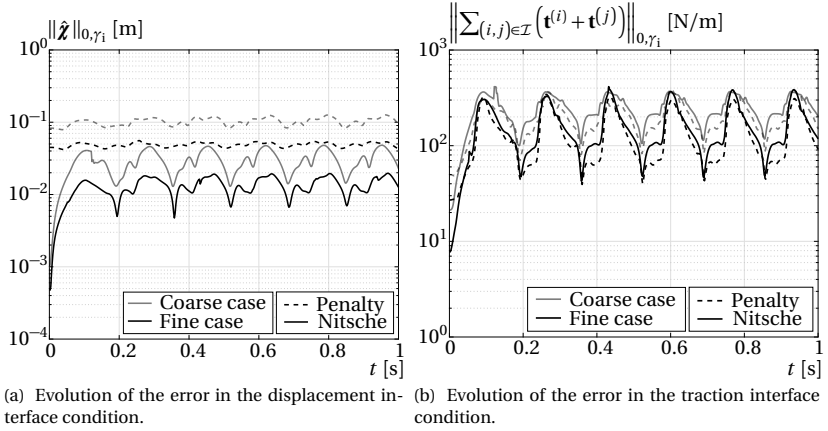 ‖χ̂‖₀,γᵢ [m]
10⁰
10⁻¹
10⁻²
10⁻³
10⁻⁴
0 0.2 0.4 0.6 0.8 1
t [s]
Coarse case
Fine case
Penalty
Nitsche
(a) Evolution of the error in the displacement in-
terface condition.
‖∑(i,j)∈ℐ (t⁽ⁱ⁾ + t⁽ʲ⁾)‖₀,γᵢ [N/m]
10³
10²
10¹
10⁰
0 0.2 0.4 0.6 0.8 1
t [s]
Coarse case
Fine case
Penalty
Nitsche
(b) Evolution of the error in the traction interface
condition.